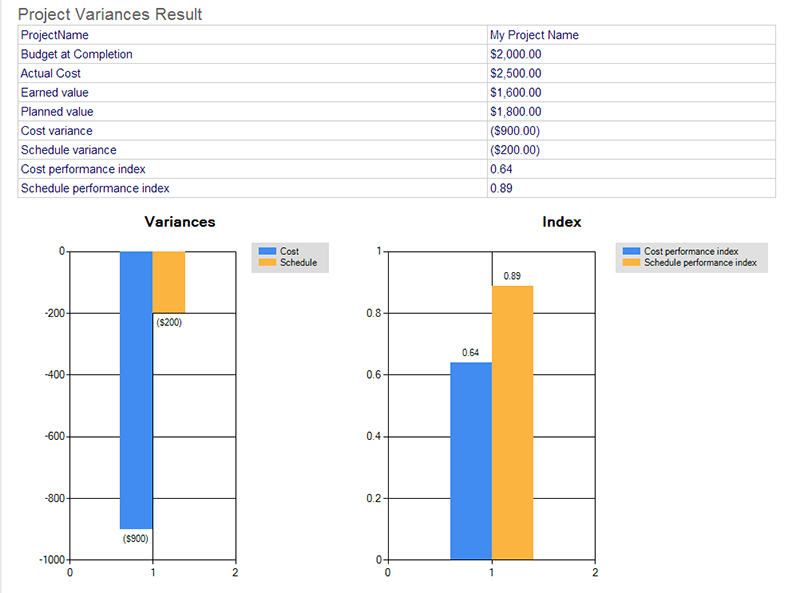 Project Variances Result
ProjectName My Project Name
Budget at Completion $2,000.00
Actual Cost $2,500.00
Earned value $1,600.00
Planned value $1,800.00
Cost variance ($900.00)
Schedule variance ($200.00)
Cost performance index 0.64
Schedule performance index 0.89
Variances
Cost
Schedule
0
-200
-400
-600
-800
-1000
($200)
($900)
0 1 2
Index
Cost performance index
Schedule performance index
1
0.8
0.6
0.4
0.2
0
0.89
0.64
0 1 2